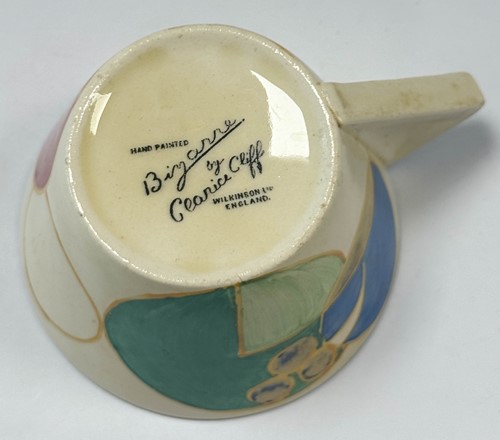 HAND PAINTED
Bizarre
by
Clarice Cliff
WILKINSON LTD
ENGLAND.